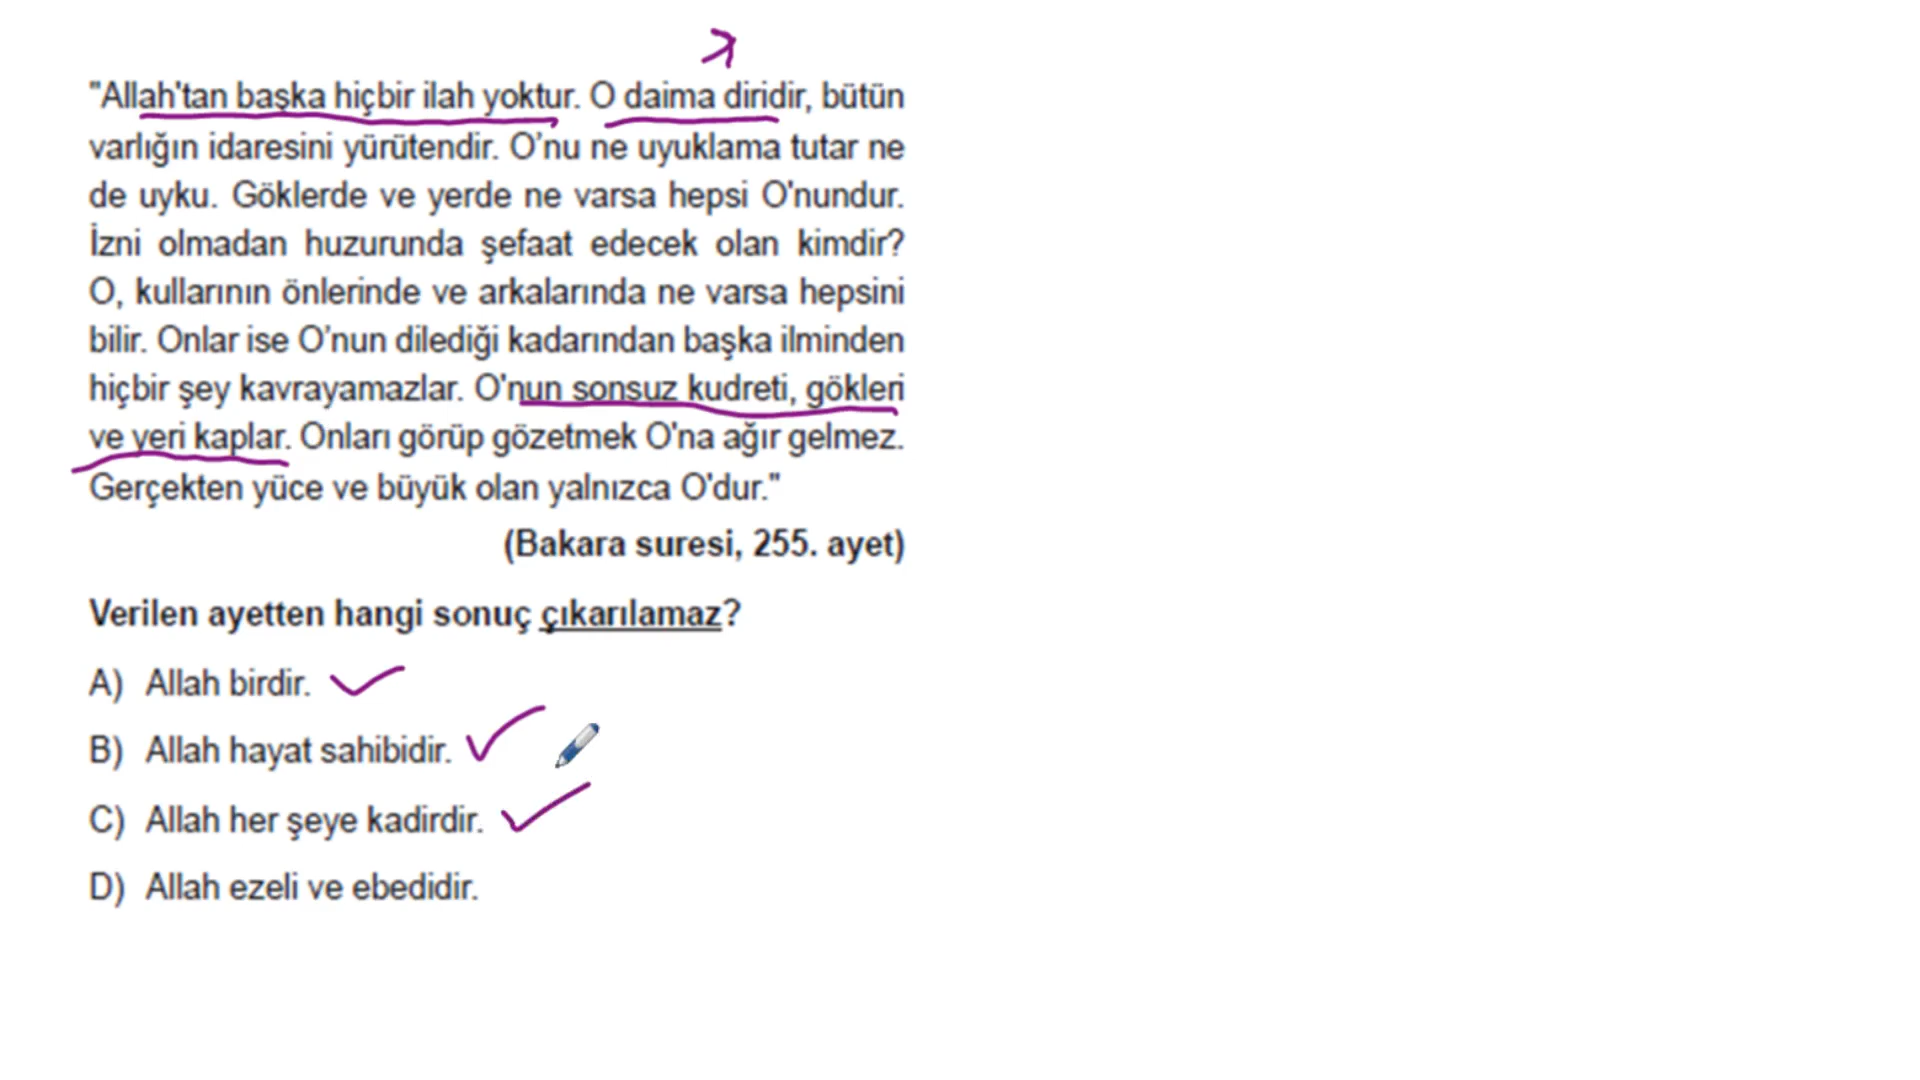 "Allah'tan başka hiçbir ilah yoktur. O daima diridir, bütün
varlığın idaresini yürütendir. O’nu ne uyuklama tutar ne
de uyku. Göklerde ve yerde ne varsa hepsi O'nundur.
İzni olmadan huzurunda şefaat edecek olan kimdir?
O, kullarının önlerinde ve arkalarında ne varsa hepsini
bilir. Onlar ise O’nun dilediği kadarından başka ilminden
hiçbir şey kavrayamazlar. O'nun sonsuz kudreti, gökleri
ve yeri kaplar. Onları görüp gözetmek O'na ağır gelmez.
Gerçekten yüce ve büyük olan yalnızca O'dur."
(Bakara suresi, 255. ayet)
Verilen ayetten hangi sonuç çıkarılamaz?
A) Allah birdir.
B) Allah hayat sahibidir.
C) Allah her şeye kadirdir.
D) Allah ezeli ve ebedidir.